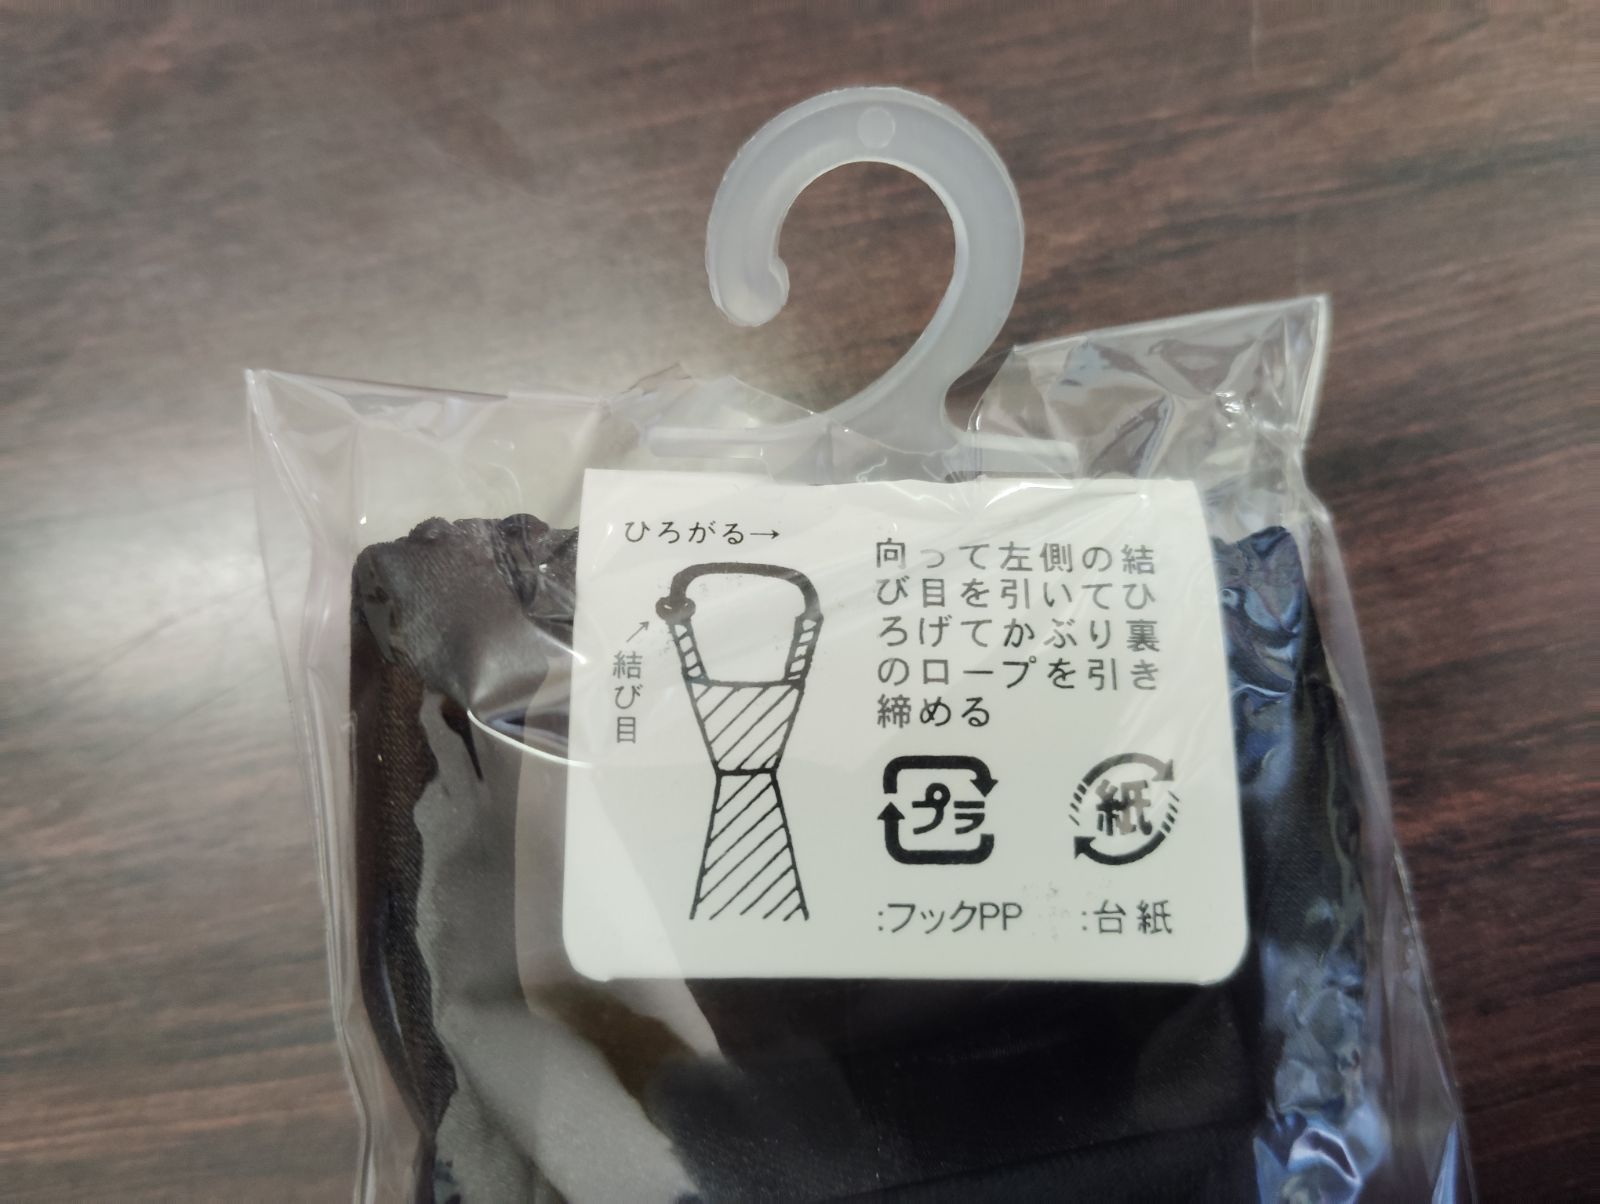 ひろがる→
結び目
向って左側の結
び目を引いてひ
ろげてかぶり裏
のロープを引き
締める
プラ
紙
:フックPP
:台紙